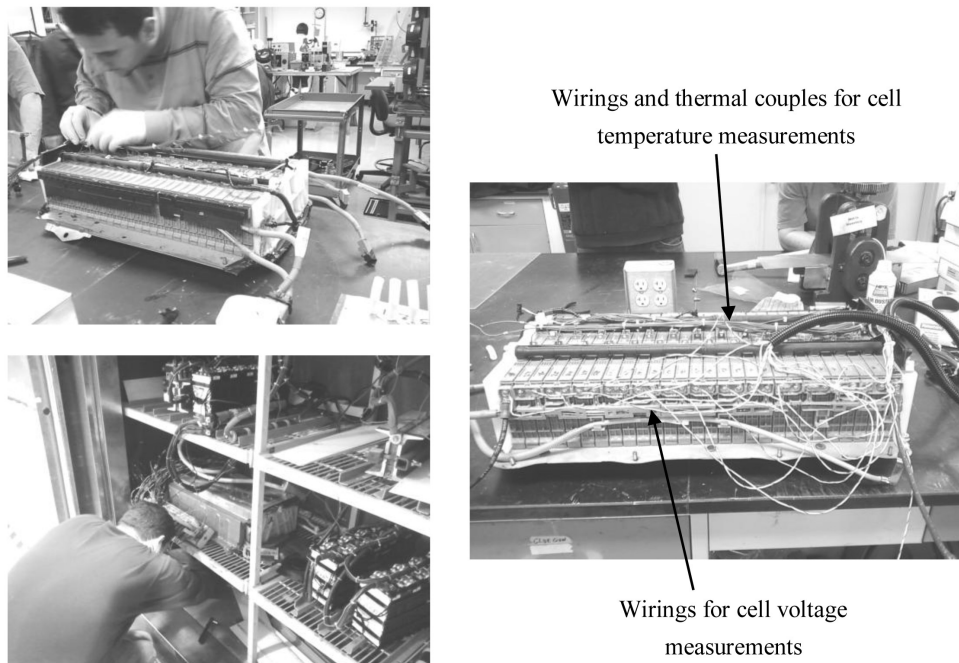 Wirings and thermal couples for cell
temperature measurements
Wirings for cell voltage
measurements